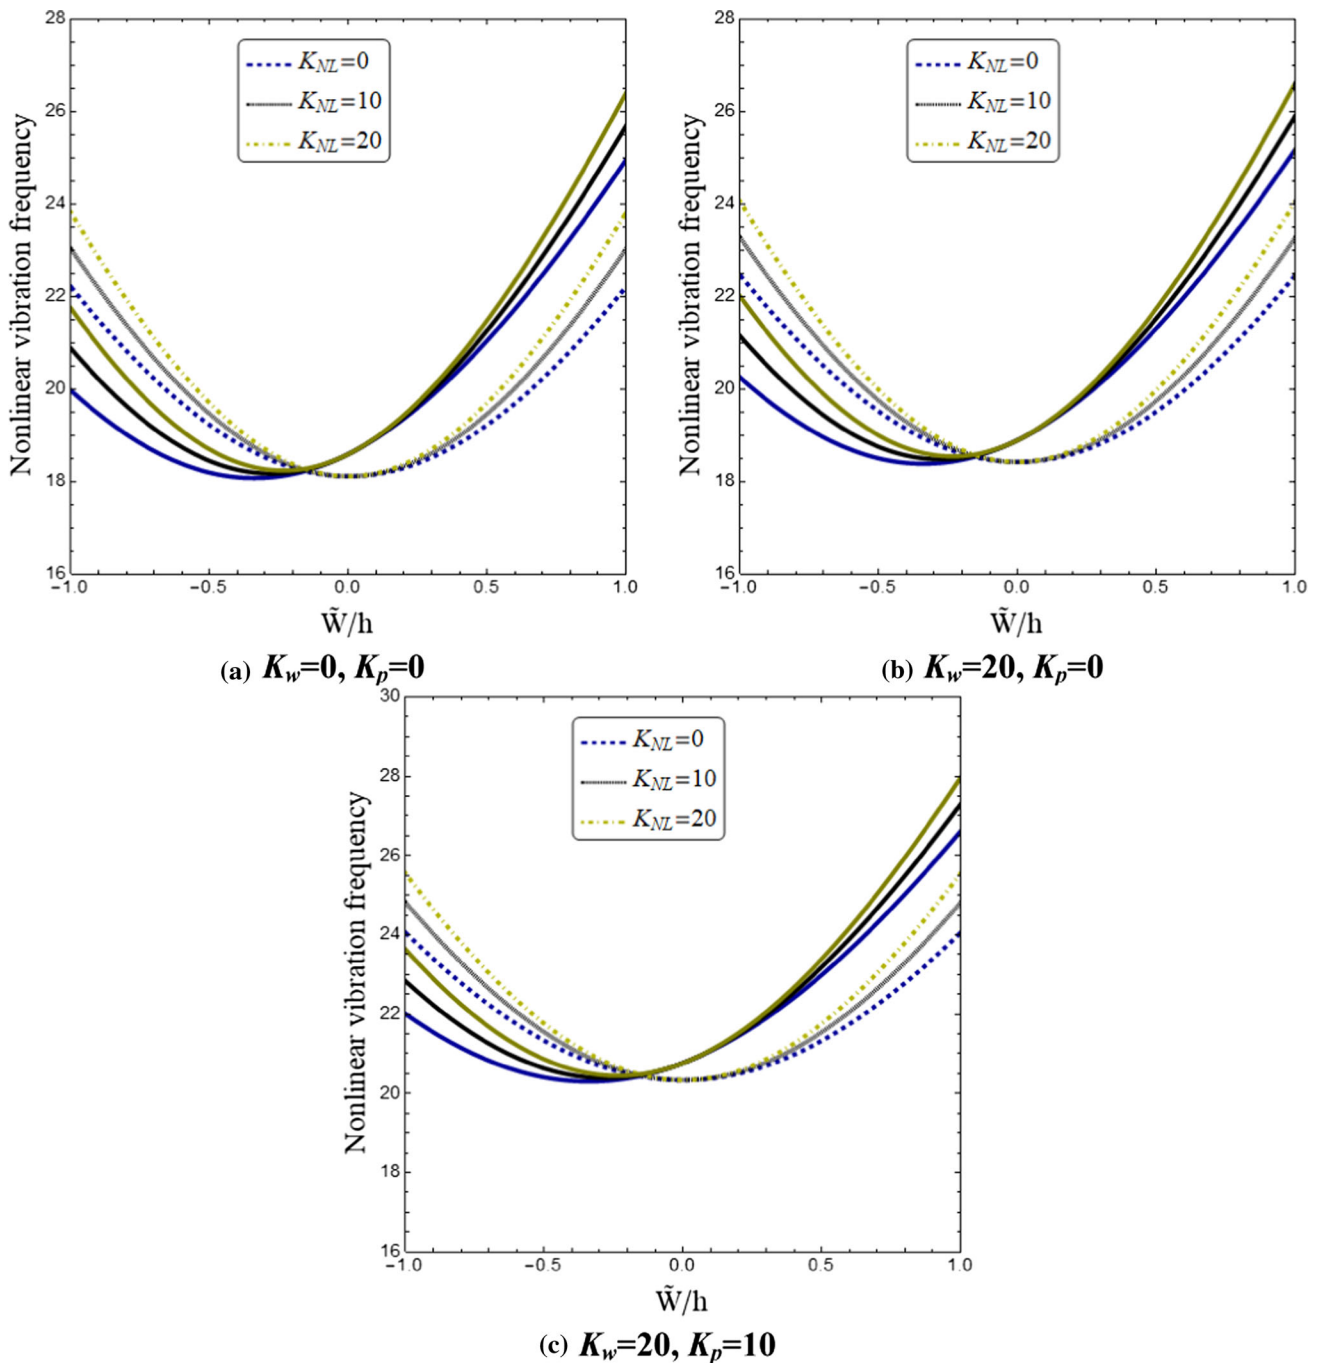 28
26
24
22
20
18
16
Nonlinear vibration frequency
K_NL=0
K_NL=10
K_NL=20
−1.0 −0.5 0.0 0.5 1.0
W̃/h
(a) K_w=0, K_p=0
28
26
24
22
20
18
16
Nonlinear vibration frequency
K_NL=0
K_NL=10
K_NL=20
−1.0 −0.5 0.0 0.5 1.0
W̃/h
(b) K_w=20, K_p=0
30
28
26
24
22
20
18
16
Nonlinear vibration frequency
K_NL=0
K_NL=10
K_NL=20
−1.0 −0.5 0.0 0.5 1.0
W̃/h
(c) K_w=20, K_p=10